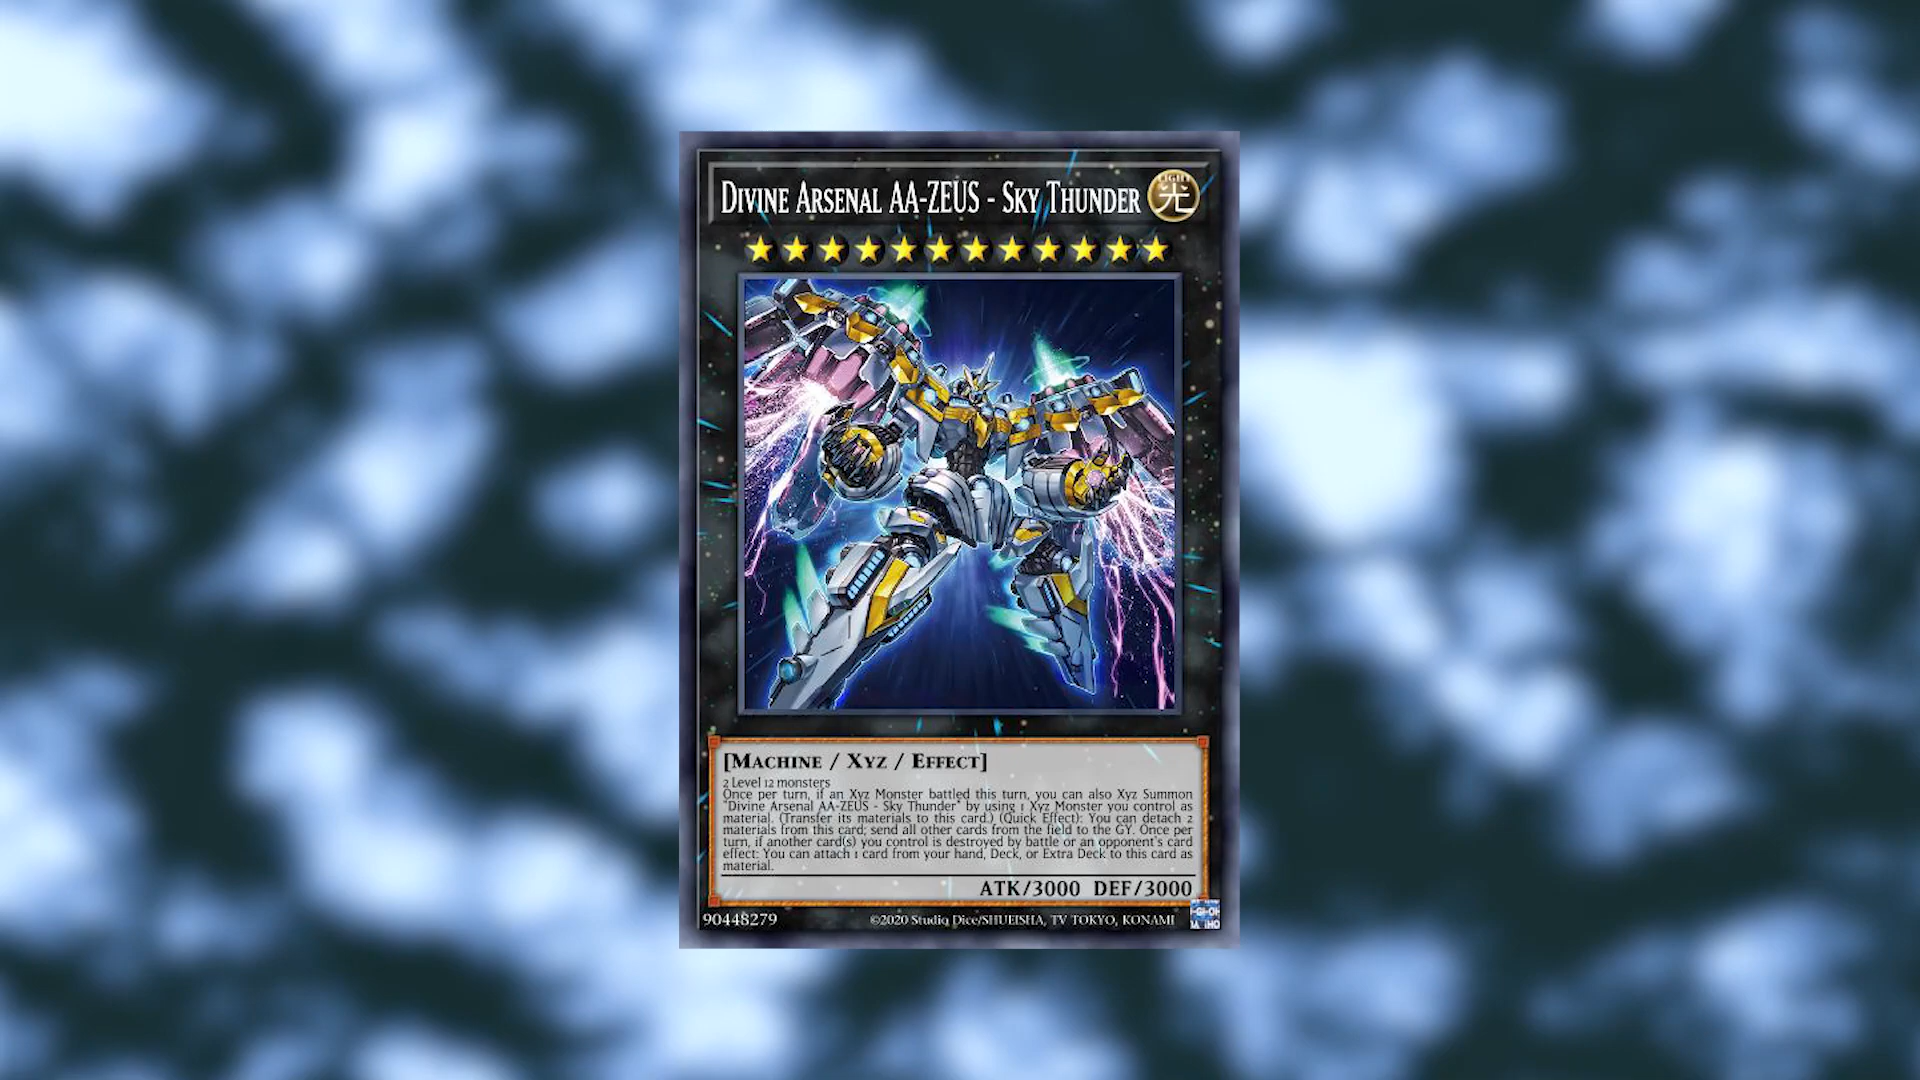 DIVINE ARSENAL AA-ZEUS - SKY THUNDER
LIGHT
光
[MACHINE / XYZ / EFFECT]
2 Level 12 monsters
Once per turn, if an Xyz Monster battled this turn, you can also Xyz Summon
"Divine Arsenal AA-ZEUS - Sky Thunder" by using 1 Xyz Monster you control as
material. (Transfer its materials to this card.) (Quick Effect): You can detach 2
materials from this card; send all other cards from the field to the GY. Once per
turn, if another card(s) you control is destroyed by battle or an opponent's card
effect: You can attach 1 card from your hand, Deck, or Extra Deck to this card as
material.
ATK/3000 DEF/3000
90448279
©2020 Studio Dice/SHUEISHA, TV TOKYO, KONAMI